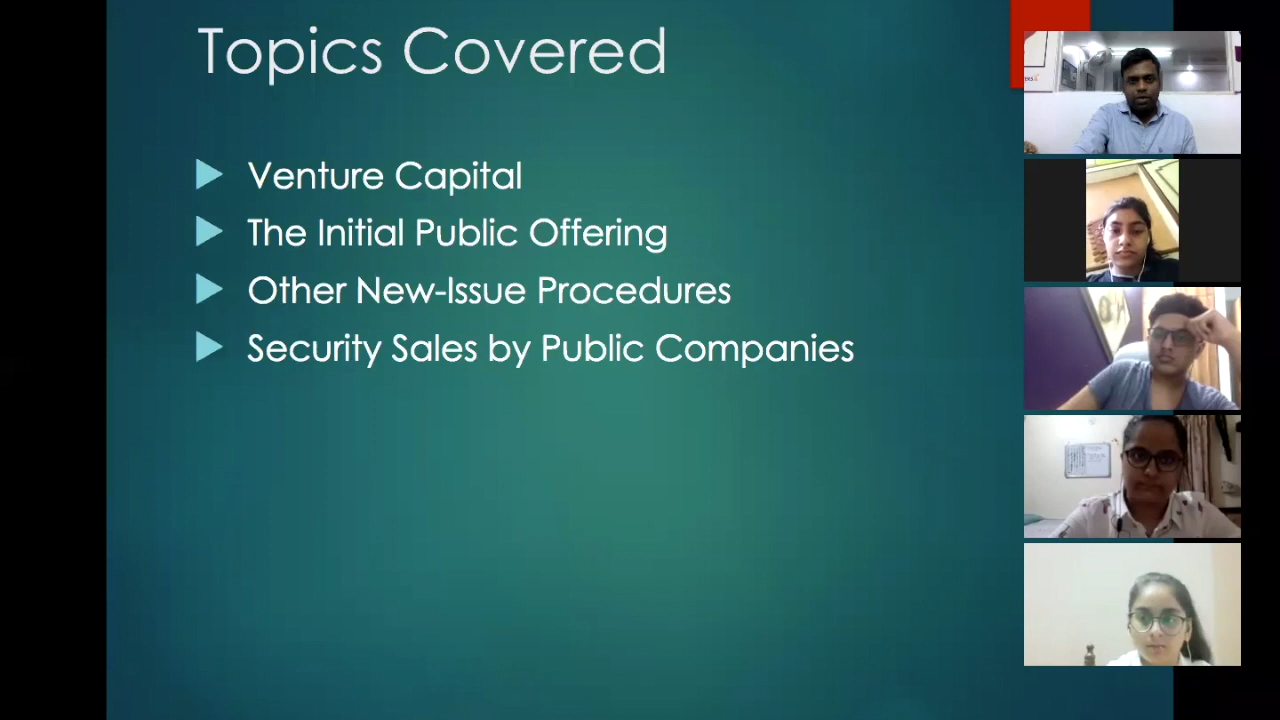 Topics Covered
Venture Capital
The Initial Public Offering
Other New-Issue Procedures
Security Sales by Public Companies